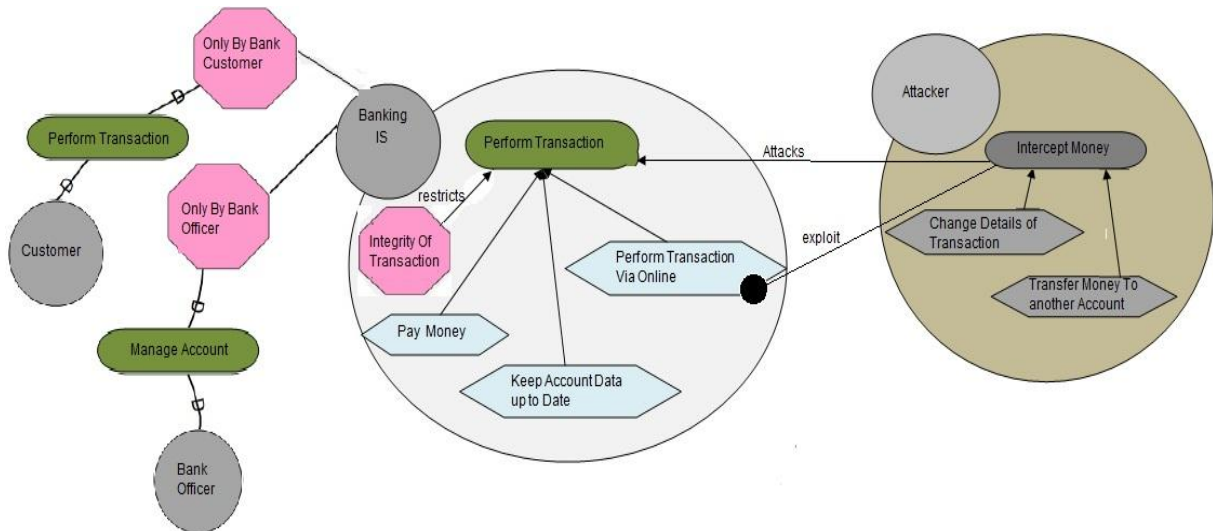 Only By Bank
Customer
D
Perform Transaction
D
Customer
Only By Bank
Officer
D
Manage Account
D
Bank
Officer
Banking
IS
Perform Transaction
restricts
Integrity Of
Transaction
Pay Money
Keep Account Data
up to Date
Perform Transaction
Via Online
Attacks
exploit
Attacker
Intercept Money
Change Details of
Transaction
Transfer Money To
another Account